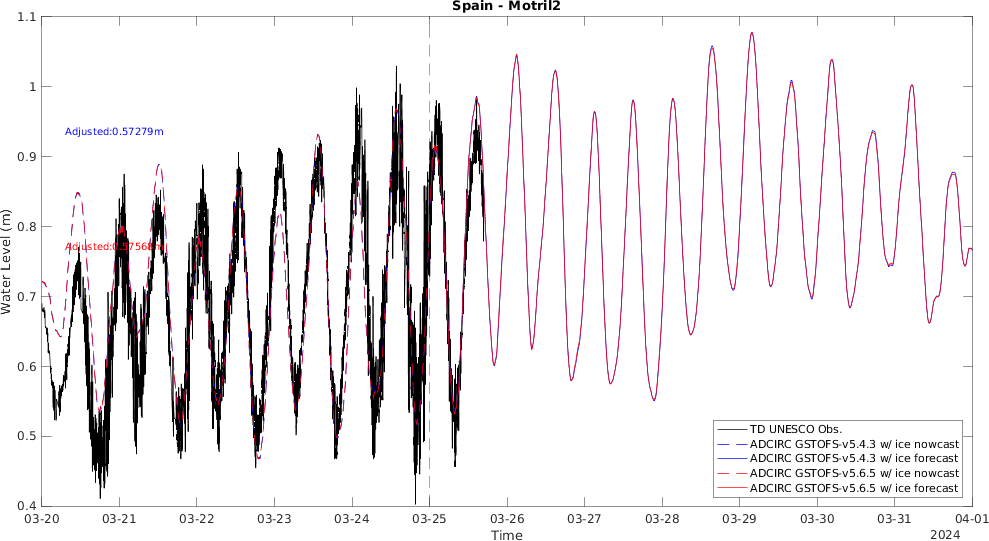 Spain - Motril2
1.1
1
0.9
0.8
0.7
0.6
0.5
0.4
Water Level (m)
Adjusted:0.57279m
03-20
03-21
03-22
03-23
03-24
03-25
03-26
03-27
03-28
03-29
03-30
03-31
04-01
Time
2024
TD UNESCO Obs.
ADCIRC GSTOFS-v5.4.3 w/ ice nowcast
ADCIRC GSTOFS-v5.4.3 w/ ice forecast
ADCIRC GSTOFS-v5.6.5 w/ ice nowcast
ADCIRC GSTOFS-v5.6.5 w/ ice forecast